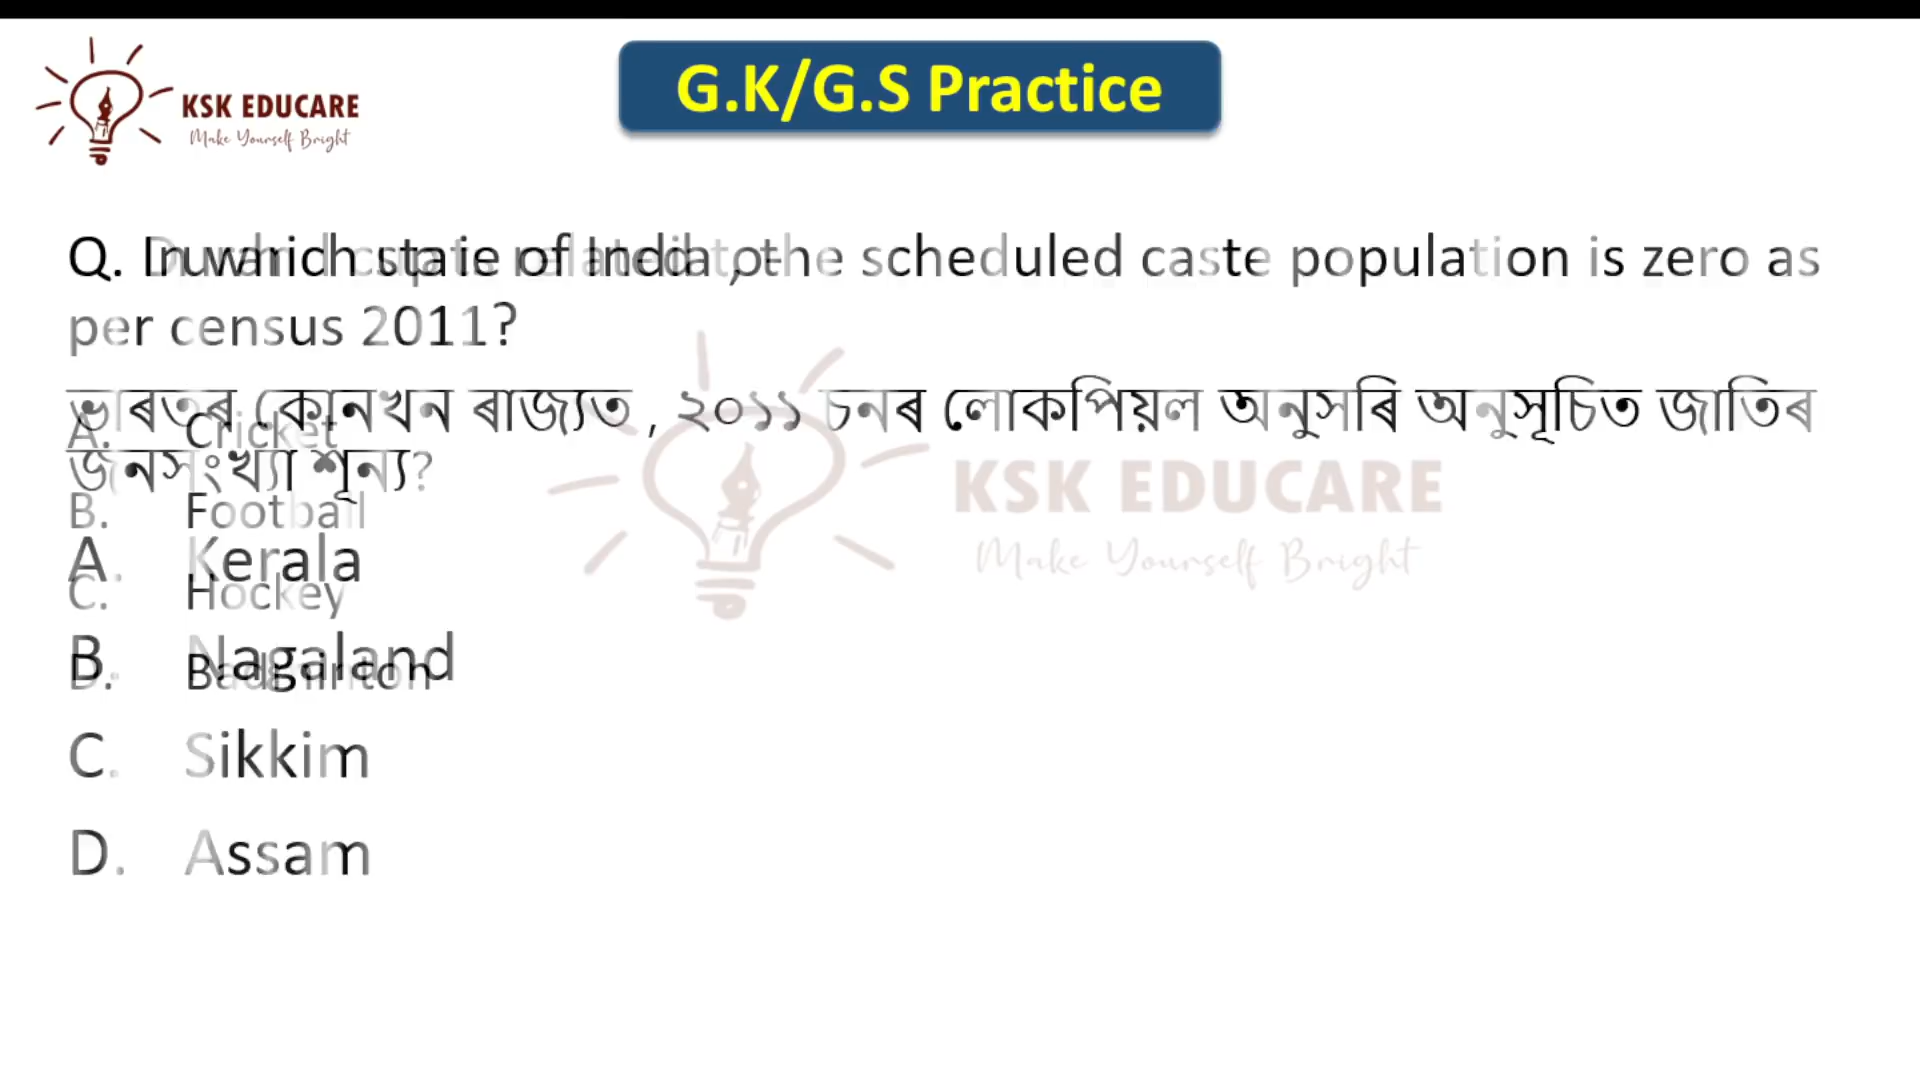 KSK EDUCARE
Make Yourself Bright
G.K/G.S Practice
Q. In which state of India, the scheduled caste population is zero as
per census 2011?
ভাৰতৰ কোনখন ৰাজ্যত , ২০১১ চনৰ লোকপিয়ল অনুসৰি অনুসূচিত জাতিৰ
জনসংখ্যা শূন্য?
A. Cricket
B. Football
A. Kerala
C. Hockey
B. Nagaland
D. Badminton
C. Sikkim
D. Assam
KSK EDUCARE
Make Yourself Bright